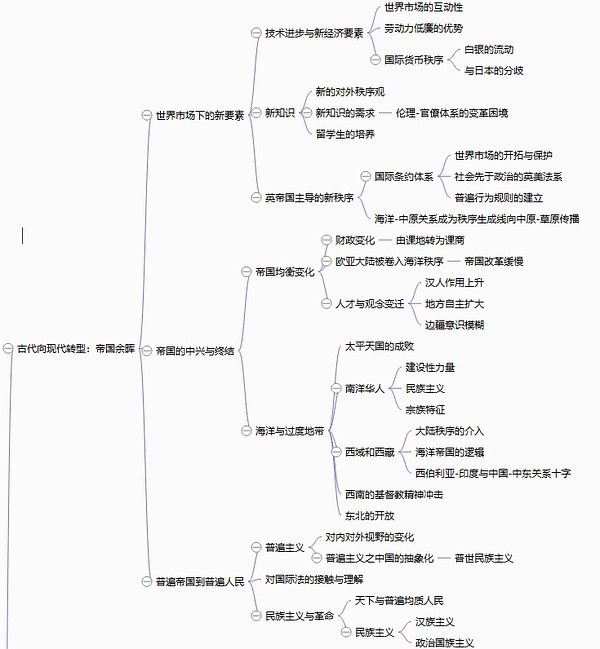 世界市场的互动性
技术进步与新经济要素
劳动力低廉的优势
国际货币秩序
白银的流动
与日本的分歧
世界市场下的新要素
新知识
新的对外秩序观
新知识的需求
伦理-官僚体系的变革困境
留学生的培养
英帝国主导的新秩序
国际条约体系
世界市场的开拓与保护
社会先于政治的英美法系
普遍行为规则的建立
海洋-中原关系成为秩序生成线向中原-草原传播
古代向现代转型：帝国余晖
帝国的中兴与终结
帝国均衡变化
财政变化
由课地转为课商
欧亚大陆被卷入海洋秩序
帝国改革缓慢
人才与观念变迁
汉人作用上升
地方自主扩大
边疆意识模糊
海洋与过度地带
太平天国的成败
南洋华人
建设性力量
民族主义
宗族特征
西域和西藏
大陆秩序的介入
海洋帝国的逻辑
西伯利亚-印度与中国-中东关系十字
西南的基督教精神冲击
东北的开放
普遍帝国到普遍人民
普遍主义
对内对外视野的变化
普遍主义之中国的抽象化
普世民族主义
对国际法的接触与理解
民族主义与革命
天下与普遍均质人民
民族主义
汉族主义
政治国族主义